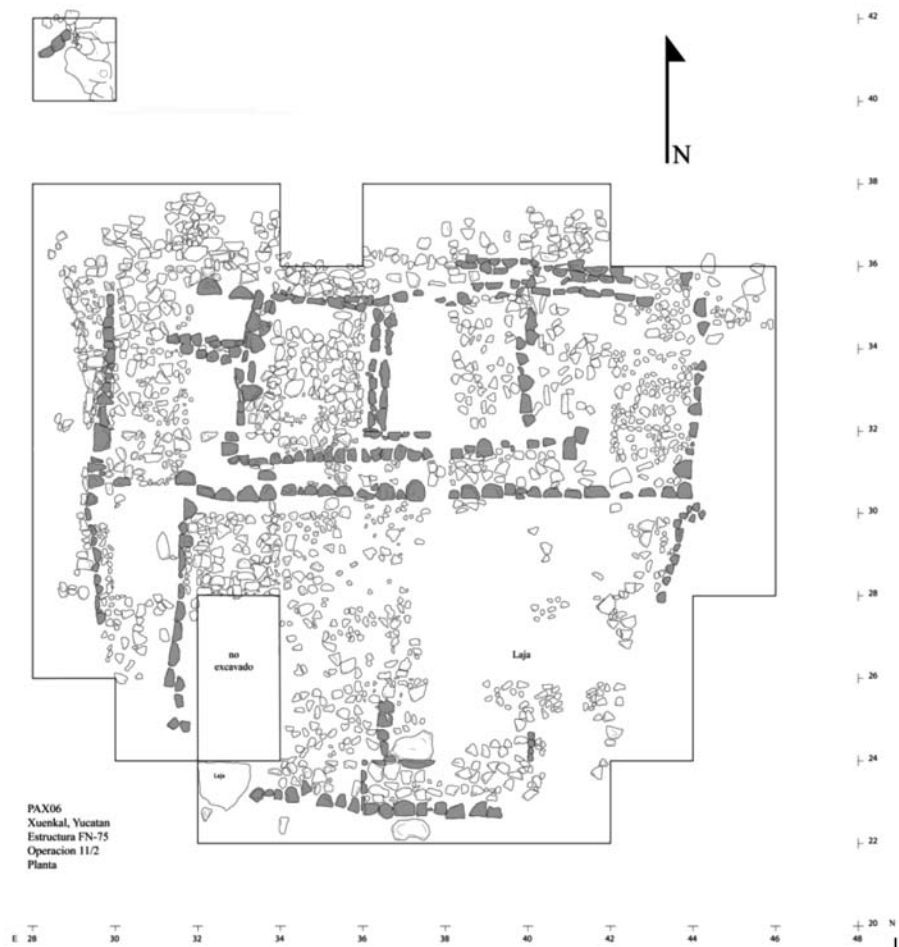 42
40
N
38
36
34
32
30
28
no
excavado
Laja
26
24
Laja
PAX06
Xuenkal, Yucatan
Estructura FN-75
Operacion 11/2
Planta
22
20 N
E 28 30 32 34 36 38 40 42 44 46 48